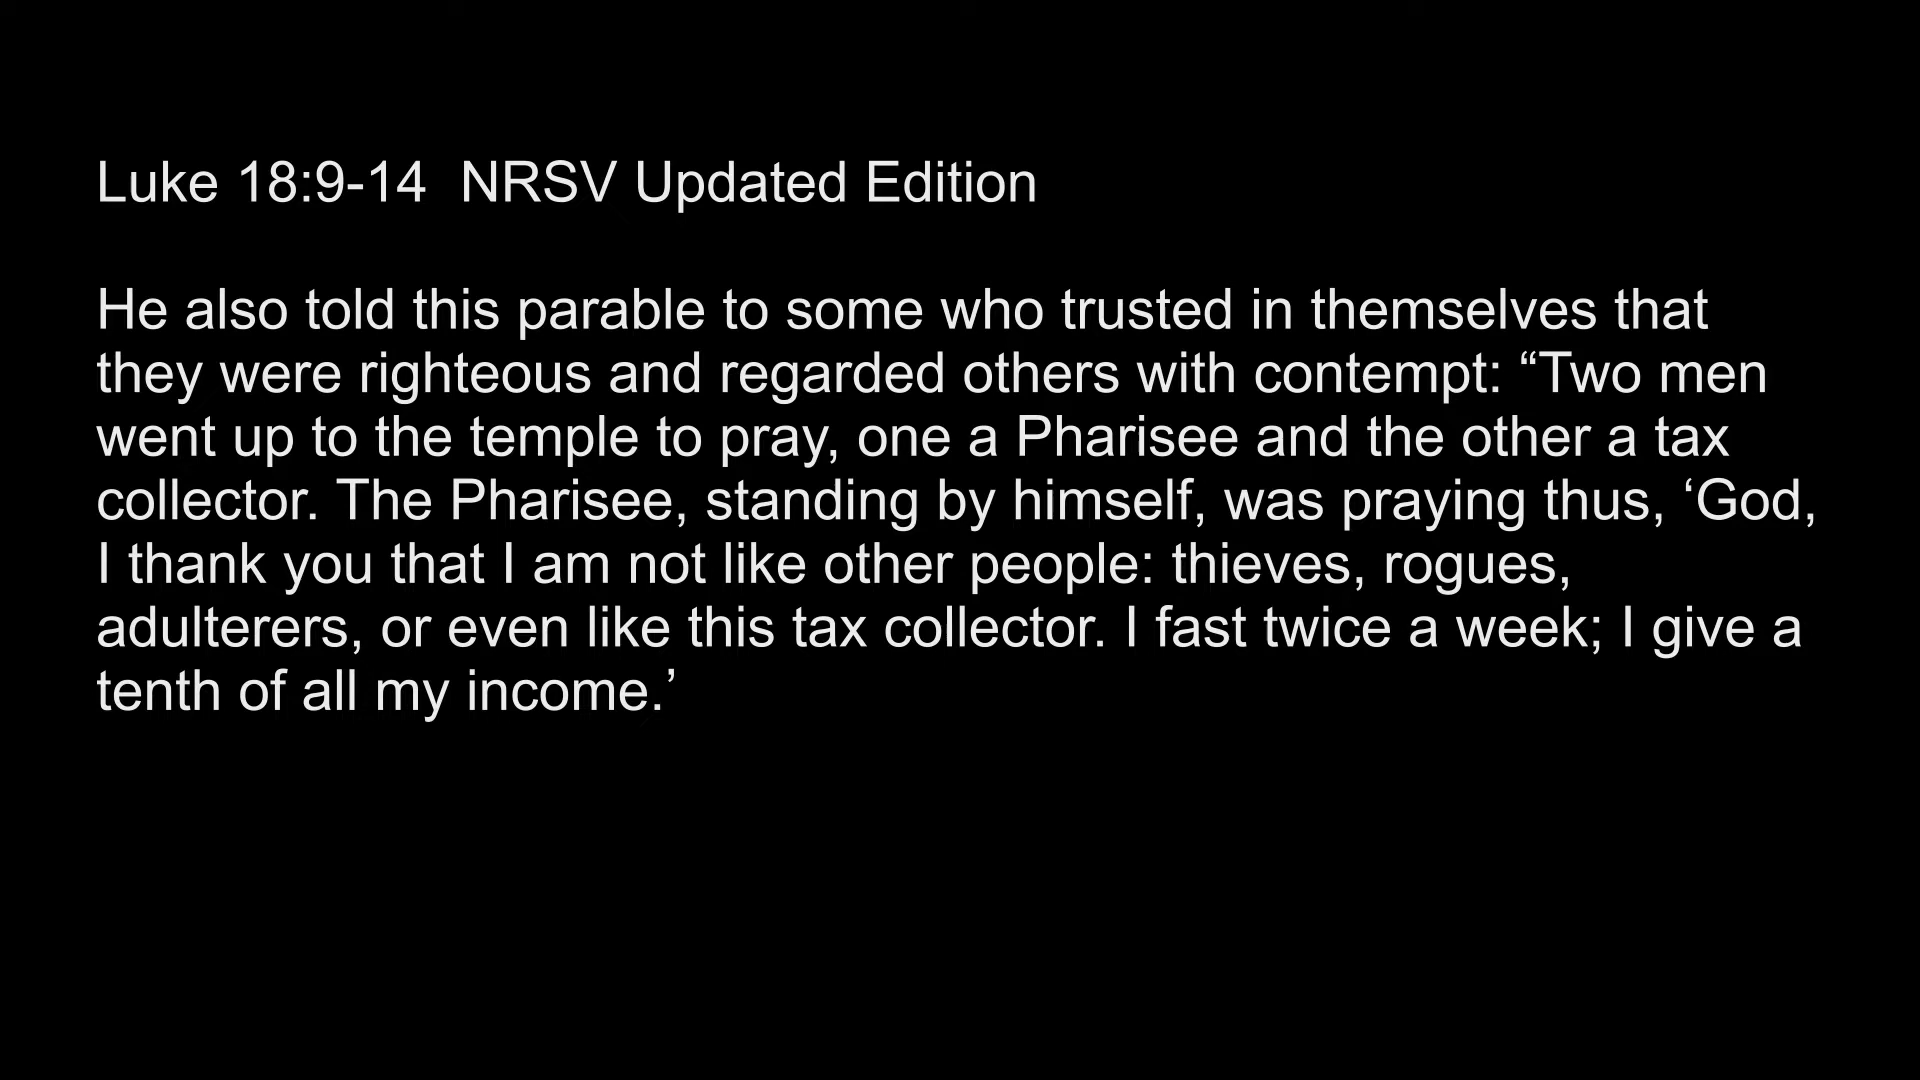 Luke 18:9-14  NRSV Updated Edition
He also told this parable to some who trusted in themselves that
they were righteous and regarded others with contempt: “Two men
went up to the temple to pray, one a Pharisee and the other a tax
collector. The Pharisee, standing by himself, was praying thus, ‘God,
I thank you that I am not like other people: thieves, rogues,
adulterers, or even like this tax collector. I fast twice a week; I give a
tenth of all my income.’